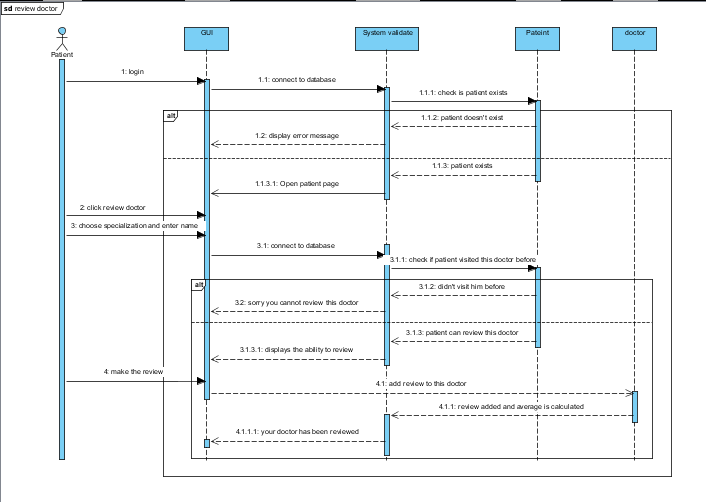 sd review doctor
Patient
GUI
System validate
Pateint
doctor
1: login
1.1: connect to database
1.1.1: check is patient exists
alt
1.1.2: patient doesn't exist
1.2: display error message
1.1.3: patient exists
1.1.3.1: Open patient page
2: click review doctor
3: choose specialization and enter name
3.1: connect to database
3.1.1: check if patient visited this doctor before
alt
3.1.2: didn't visit him before
3.2: sorry you cannot review this doctor
3.1.3: patient can review this doctor
3.1.3.1: displays the ability to review
4: make the review
4.1: add review to this doctor
4.1.1: review added and average is calculated
4.1.1.1: your doctor has been reviewed